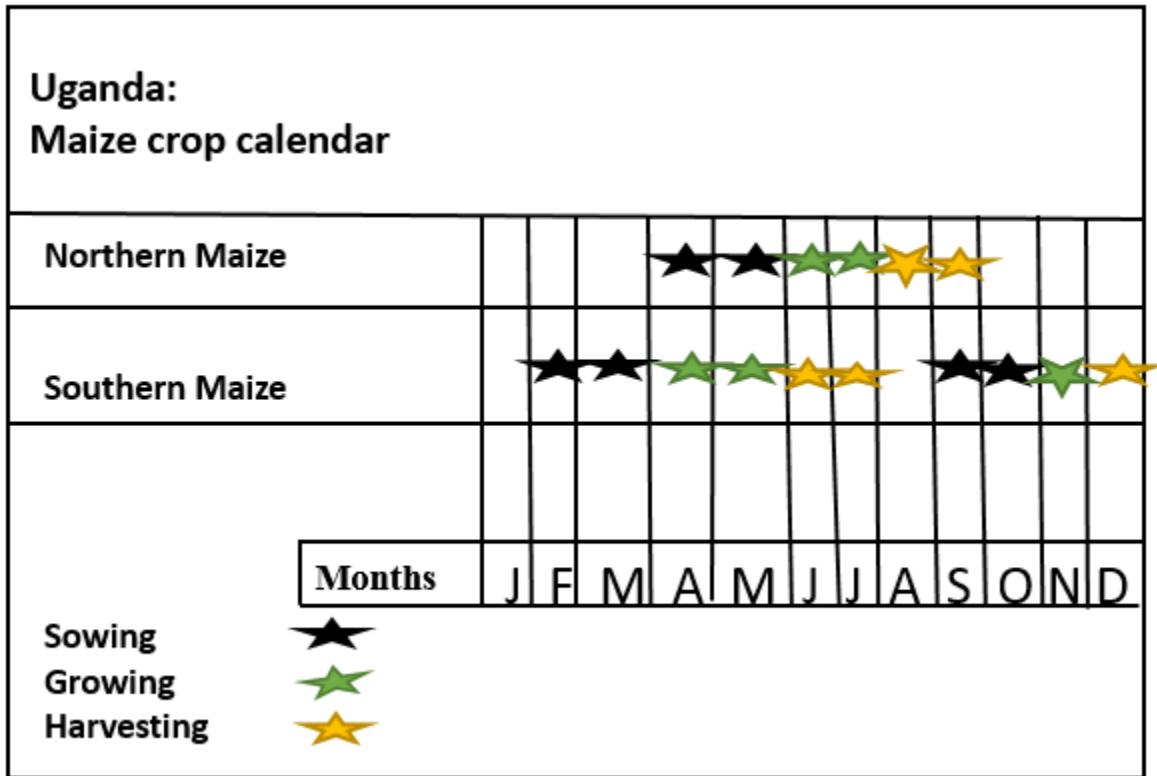 Uganda:
Maize crop calendar
Northern Maize
Southern Maize
Months J F M A M J J A S O N D
Sowing
Growing
Harvesting